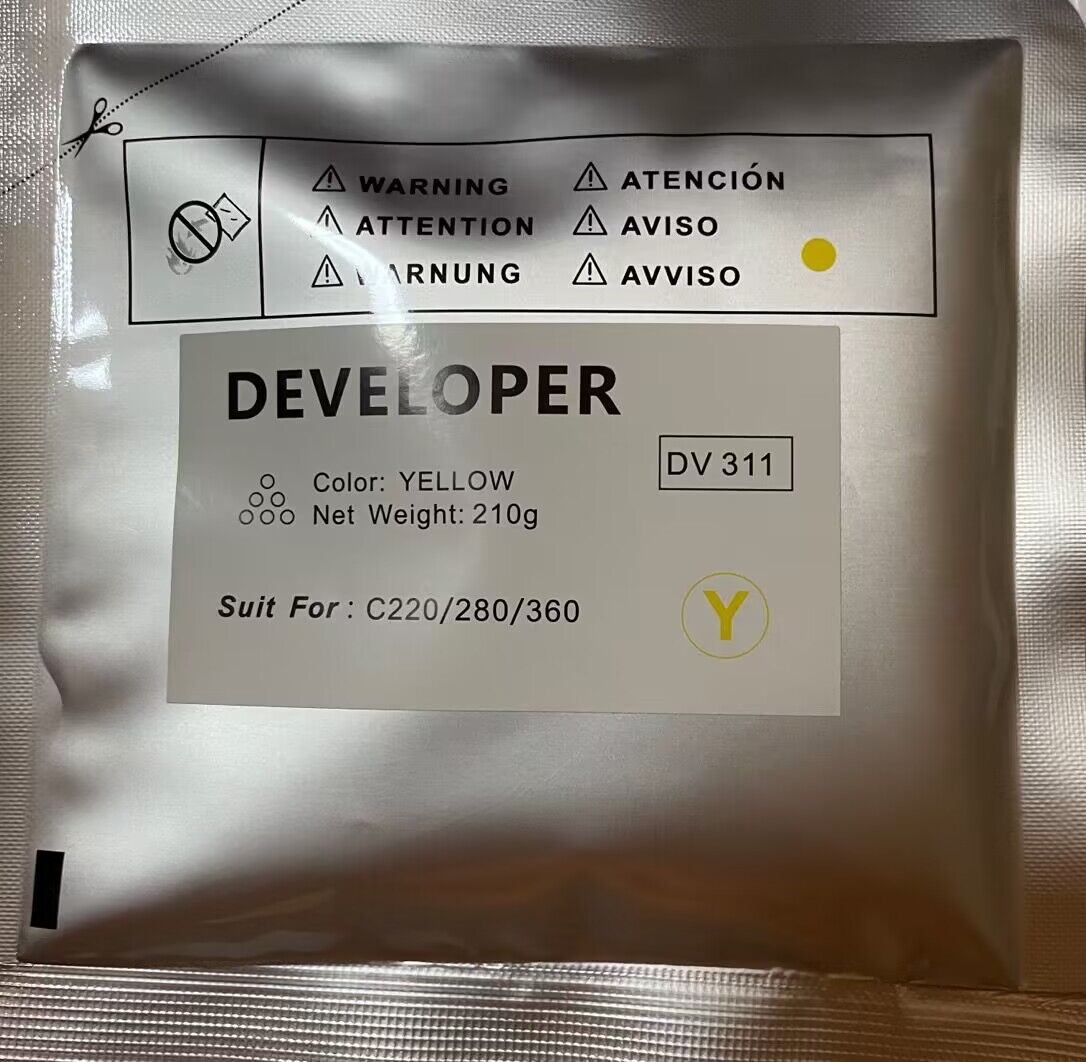 WARNING
ATENCIÓN
ATTENTION
AVISO
WARNUNG
AVVISO
DEVELOPER
DV 311
Color: YELLOW
Net Weight: 210g
Suit For: C220/280/360
Y